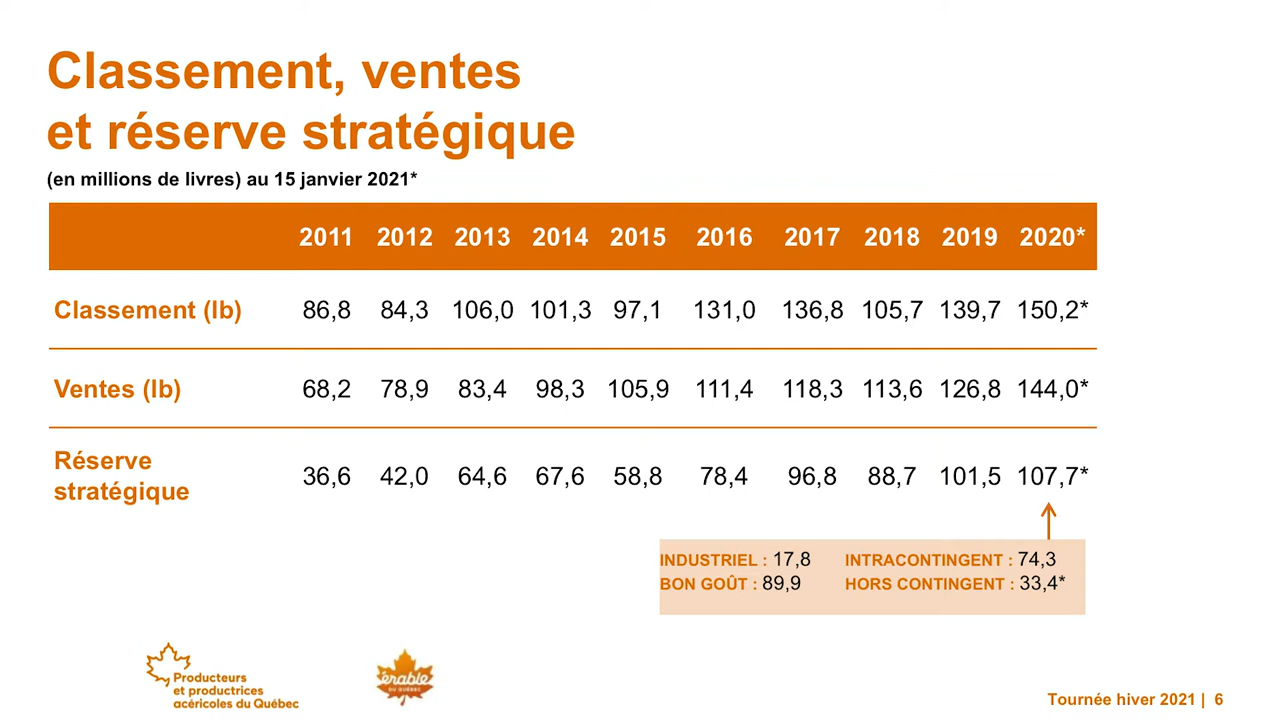 Classement, ventes
et réserve stratégique
(en millions de livres) au 15 janvier 2021*
2011 2012 2013 2014 2015 2016 2017 2018 2019 2020*
Classement (lb) 86,8 84,3 106,0 101,3 97,1 131,0 136,8 105,7 139,7 150,2*
Ventes (lb) 68,2 78,9 83,4 98,3 105,9 111,4 118,3 113,6 126,8 144,0*
Réserve
stratégique 36,6 42,0 64,6 67,6 58,8 78,4 96,8 88,7 101,5 107,7*
INDUSTRIEL : 17,8 INTRACONTINGENT : 74,3
BON GOÛT : 89,9 HORS CONTINGENT : 33,4*
Producteurs
et productrices
acéricoles du Québec
érable
DU QUÉBEC
Tournée hiver 2021 | 6